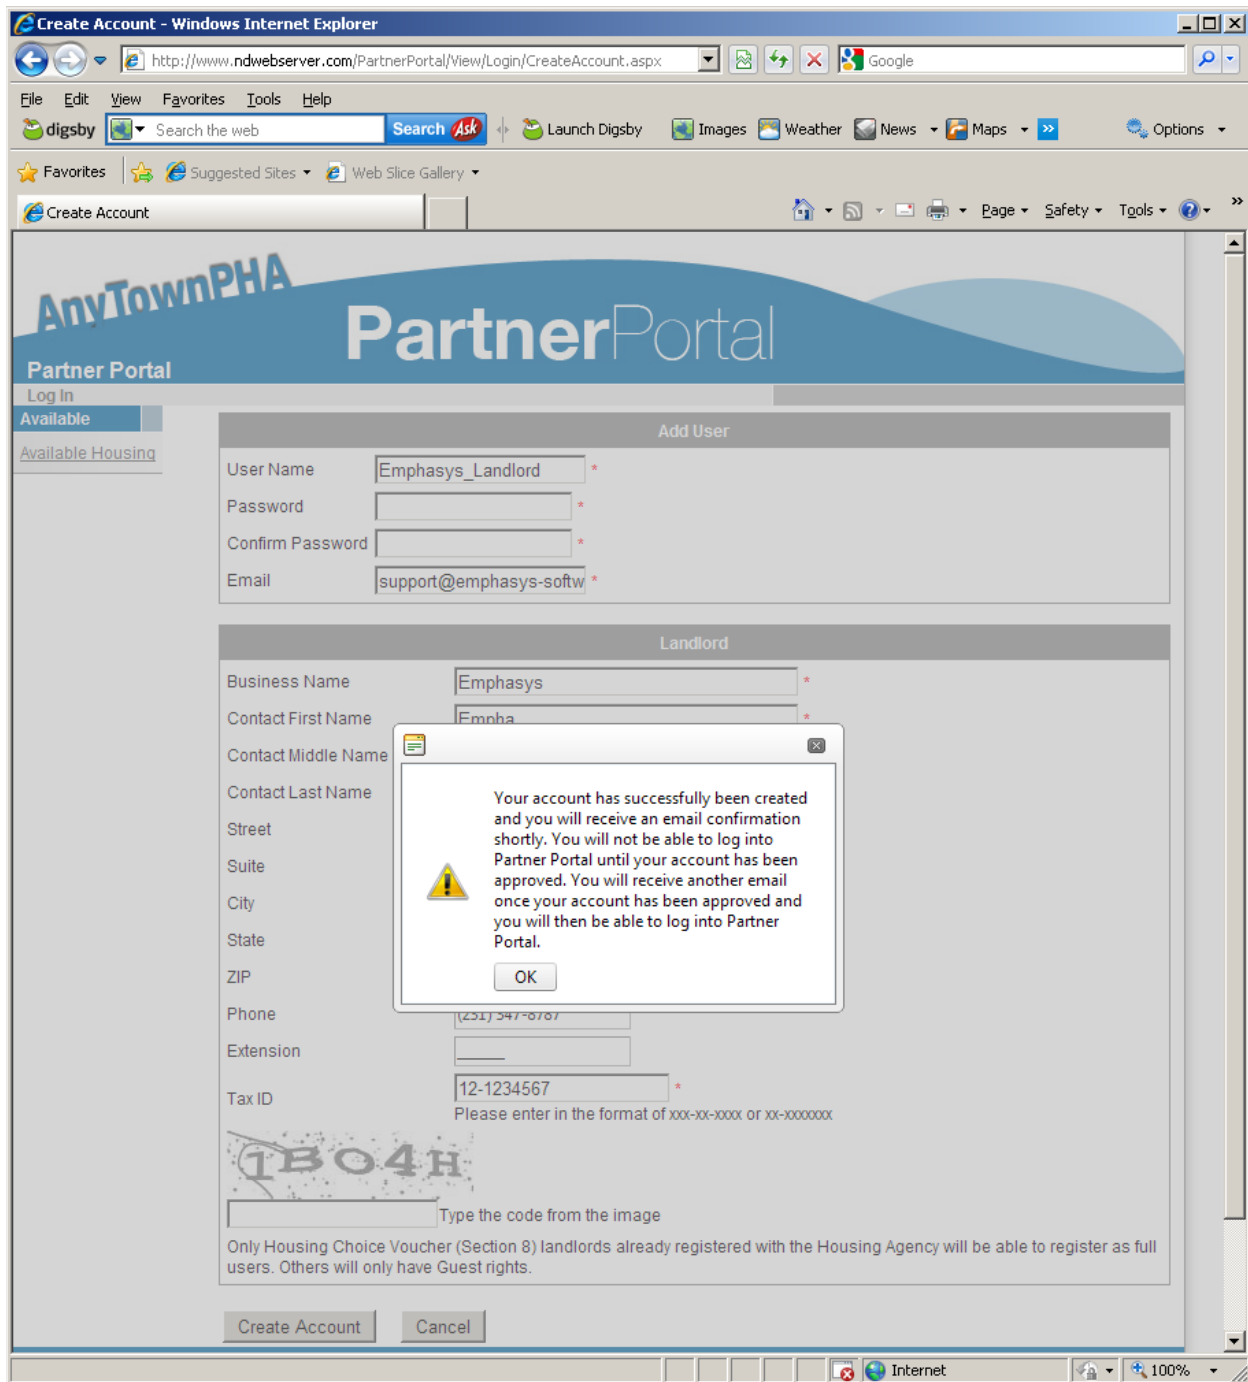 Create Account - Windows Internet Explorer
http://www.ndwebserver.com/PartnerPortal/View/Login/CreateAccount.aspx
Google
File Edit View Favorites Tools Help
digsby Search the web Search Ask Launch Digsby Images Weather News Maps » Options
Favorites Suggested Sites Web Slice Gallery
Create Account Page Safety Tools »
AnyTownPHA
PartnerPortal
Partner Portal
Log In
Available
Available Housing
Add User
User Name Emphasys_Landlord *
Password *
Confirm Password *
Email support@emphasys-softw *
Landlord
Business Name Emphasys *
Contact First Name Empha *
Contact Middle Name
Contact Last Name
Street
Suite
City
State
ZIP
Your account has successfully been created
and you will receive an email confirmation
shortly. You will not be able to log into
Partner Portal until your account has been
approved. You will receive another email
once your account has been approved and
you will then be able to log into Partner
Portal.
OK
Phone (231) 547-8787
Extension ______
Tax ID 12-1234567 *
Please enter in the format of xxx-xx-xxxx or xx-xxxxxxx
1BO4H
Type the code from the image
Only Housing Choice Voucher (Section 8) landlords already registered with the Housing Agency will be able to register as full
users. Others will only have Guest rights.
Create Account Cancel
Internet 100%